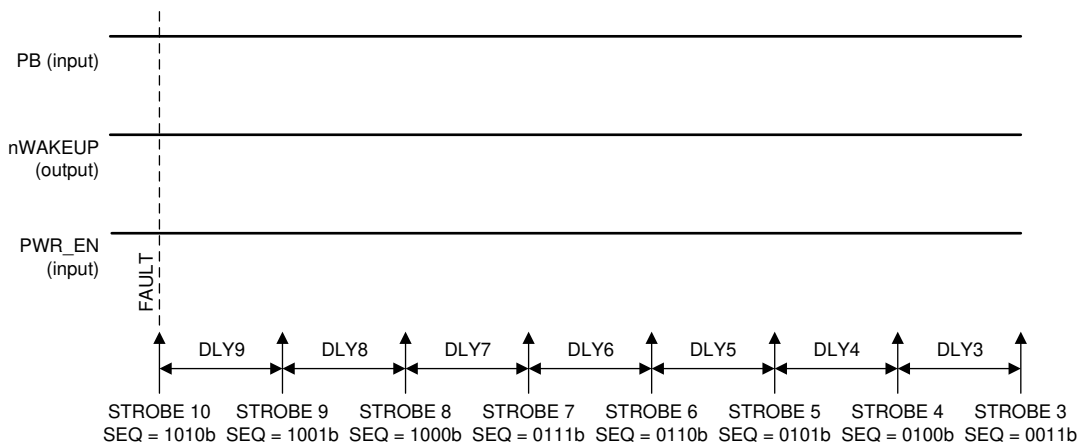 PB (input)
nWAKEUP
(output)
PWR_EN
(input)
FAULT
DLY9 DLY8 DLY7 DLY6 DLY5 DLY4 DLY3
STROBE 10 STROBE 9 STROBE 8 STROBE 7 STROBE 6 STROBE 5 STROBE 4 STROBE 3
SEQ = 1010b SEQ = 1001b SEQ = 1000b SEQ = 0111b SEQ = 0110b SEQ = 0101b SEQ = 0100b SEQ = 0011b